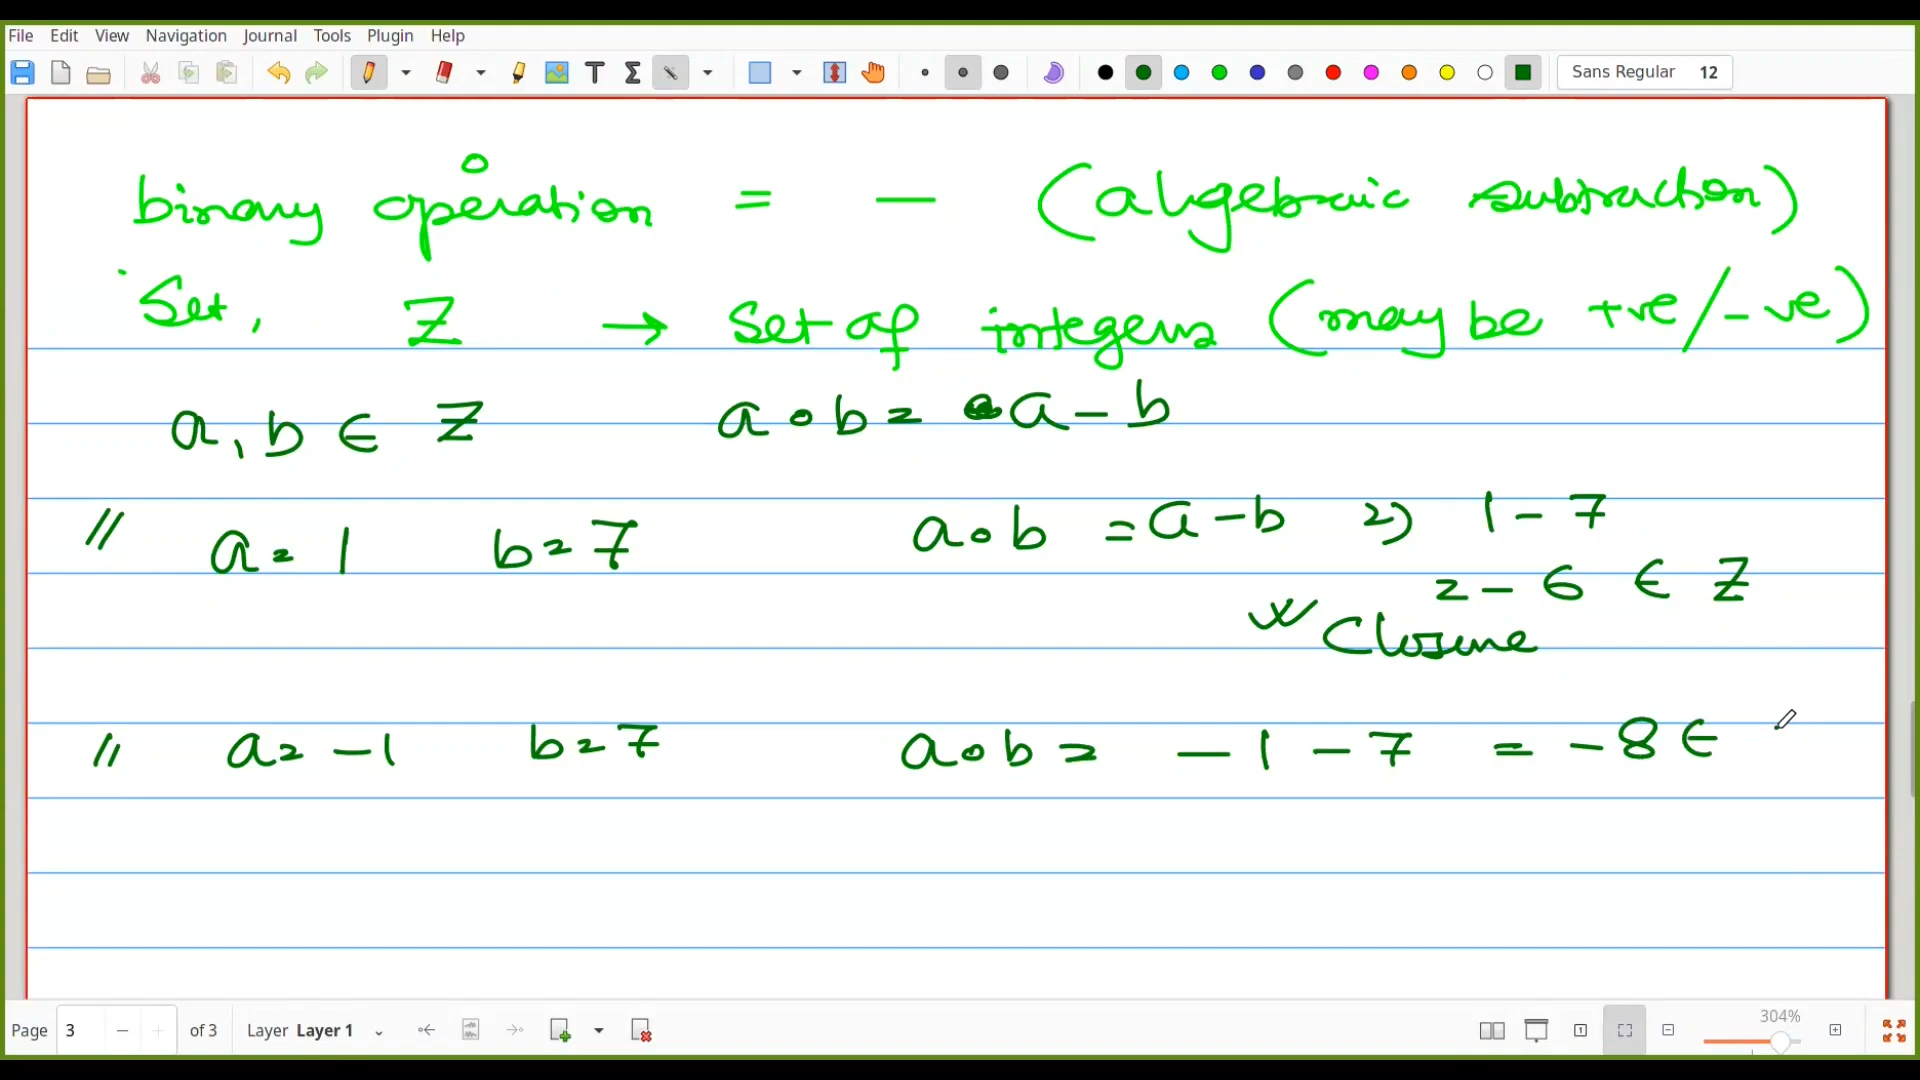 File Edit View Navigation Journal Tools Plugin Help
Sans Regular 12
binary operation = - (algebraic subtraction)
Set, Z → Set of integers (may be +ve/-ve)
a, b ∈ Z a ∘ b = a - b
// a = 1 b = 7 a ∘ b = a - b => 1 - 7
= - 6 ∈ Z
Closure
// a = -1 b = 7 a ∘ b = -1 - 7 = -8 ∈
Page 3 of 3 Layer Layer 1 304%